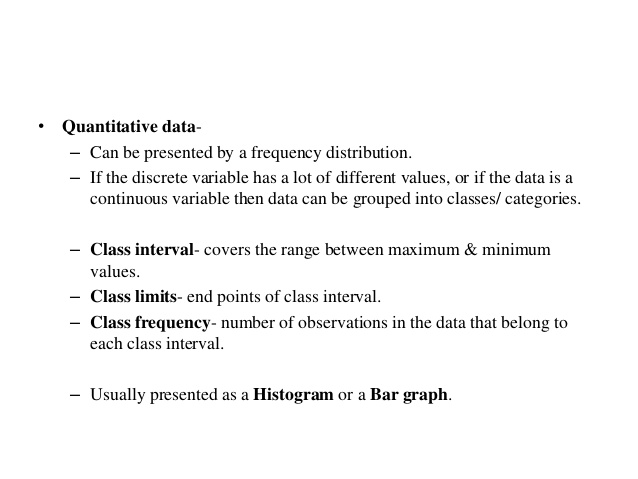 • Quantitative data-
– Can be presented by a frequency distribution.
– If the discrete variable has a lot of different values, or if the data is a
continuous variable then data can be grouped into classes/ categories.
– Class interval- covers the range between maximum & minimum
values.
– Class limits- end points of class interval.
– Class frequency- number of observations in the data that belong to
each class interval.
– Usually presented as a Histogram or a Bar graph.